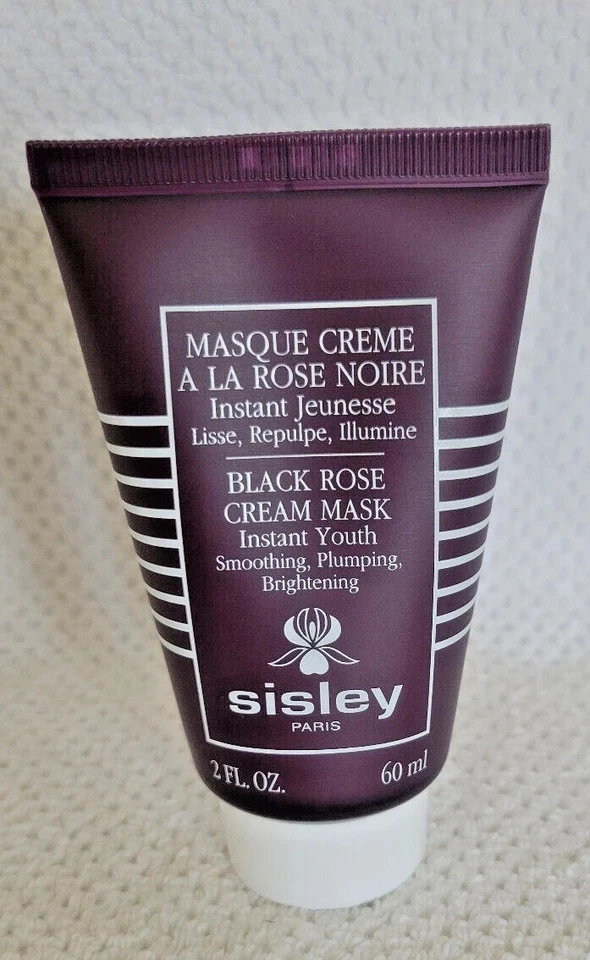 MASQUE CREME
A LA ROSE NOIRE
Instant Jeunesse
Lisse, Repulpe, Illumine
BLACK ROSE
CREAM MASK
Instant Youth
Smoothing, Plumping,
Brightening
sisley
PARIS
2 FL. OZ. 60 ml